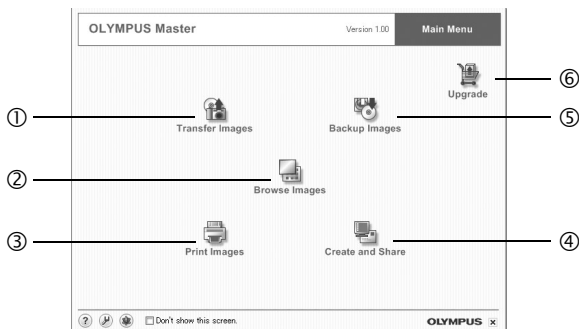 OLYMPUS Master Version 1.00 Main Menu
⑥
Upgrade
① ⑤
Transfer Images Backup Images
②
Browse Images
③ ④
Print Images Create and Share
? Don't show this screen. OLYMPUS x